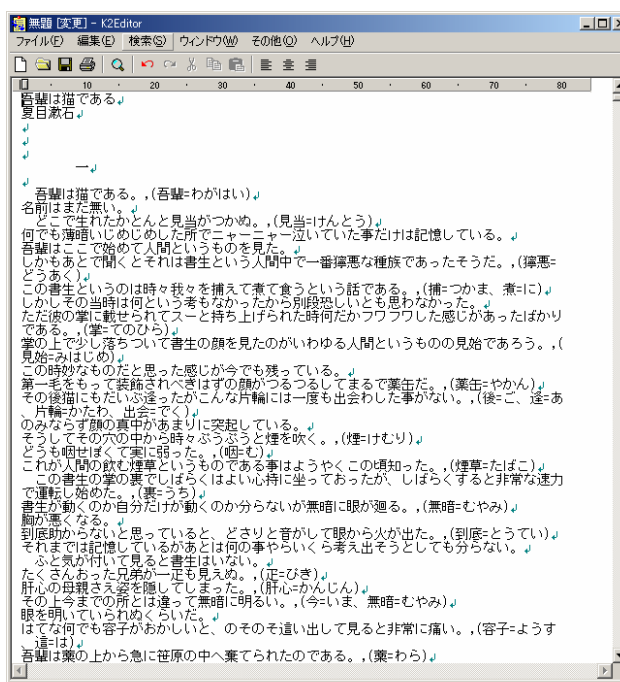 無題 [変更] - K2Editor
ファイル(F) 編集(E) 検索(S) ウィンドウ(W) その他(O) ヘルプ(H)
10 20 30 40 50 60 70 80
吾輩は猫である
夏目漱石
一
吾輩は猫である。,(吾輩=わがはい)
名前はまだ無い。
どこで生れたかとんと見当がつかぬ。,(見当=けんとう)
何でも薄暗いじめじめした所でニャーニャー泣いていた事だけは記憶している。
吾輩はここで始めて人間というものを見た。
しかもあとで聞くとそれは書生という人間中で一番獰悪な種族であったそうだ。,(獰悪=
どうあく)
この書生というのは時々我々を捕えて煮て食うという話である。,(捕=つかま、煮=に)
しかしその当時は何という考もなかったから別段恐しいとも思わなかった。
ただ彼の掌に載せられてスーと持ち上げられた時何だかフワフワした感じがあったばかり
である。,(掌=てのひら)
掌の上で少し落ちついて書生の顔を見たのがいわゆる人間というものの見始であろう。,(
見始=みはじめ)
この時妙なものだと思った感じが今でも残っている。
第一毛をもって装飾されべきはずの顔がつるつるしてまるで薬缶だ。,(薬缶=やかん)
その後猫にもだいぶ逢ったがこんな片輪には一度も出会わした事がない。,(後=ご、逢=あ
、片輪=かたわ、出会=でく)
のみならず顔の真中があまりに突起している。
そうしてその穴の中から時々ぷうぷうと煙を吹く。,(煙=けむり)
どうも咽せぽくて実に弱った。,(咽=む)
これが人間の飲む煙草というものである事はようやくこの頃知った。,(煙草=たばこ)
この書生の掌の裏でしばらくはよい心持に坐っておったが、しばらくすると非常な速力
で運転し始めた。,(裏=うち)
書生が動くのか自分だけが動くのか分らないが無暗に眼が廻る。,(無暗=むやみ)
胸が悪くなる。
到底助からないと思っていると、どさりと音がして眼から火が出た。,(到底=とうてい)
それまでは記憶しているがあとは何の事やらいくら考え出そうとしても分らない。
ふと気が付いて見ると書生はいない。
たくさんおった兄弟が一疋も見えぬ。,(疋=ぴき)
肝心の母親さえ姿を隠してしまった。,(肝心=かんじん)
その上今までの所とは違って無暗に明るい。,(今=いま、無暗=むやみ)
眼を明いていられぬくらいだ。
はてな何でも容子がおかしいと、のそのそ這い出して見ると非常に痛い。,(容子=ようす
、這=は)
吾輩は藁の上から急に笹原の中へ棄てられたのである。,(藁=わら)